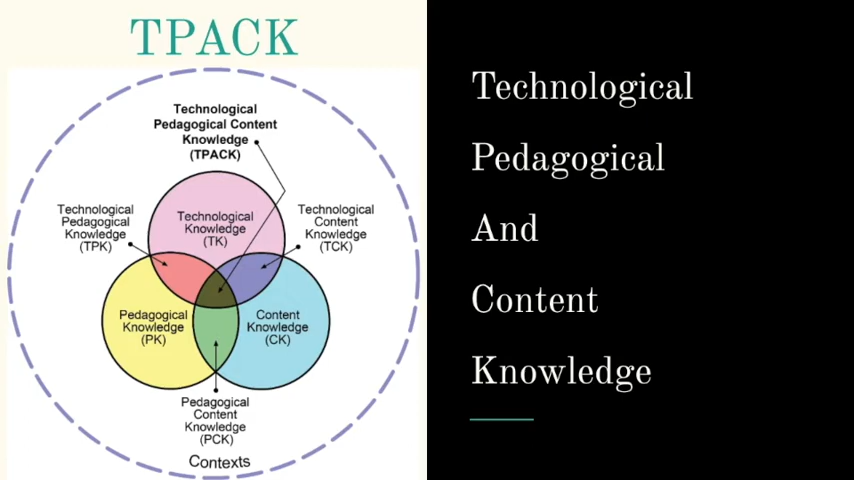 TPACK
Technological
Pedagogical Content
Knowledge
(TPACK)
Technological
Pedagogical
Knowledge
(TPK)
Technological
Knowledge
(TK)
Technological
Content
Knowledge
(TCK)
Pedagogical
Knowledge
(PK)
Content
Knowledge
(CK)
Pedagogical
Content
Knowledge
(PCK)
Contexts
Technological
Pedagogical
And
Content
Knowledge